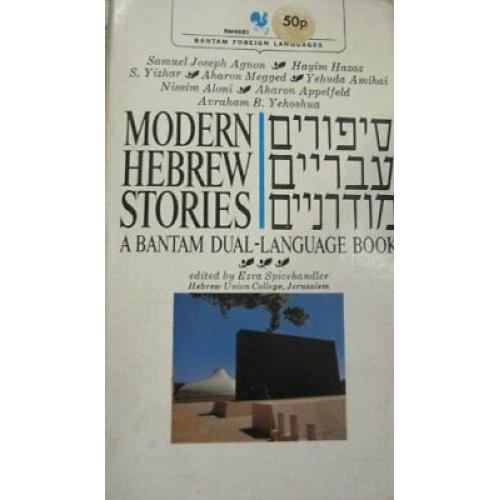 50p
BANTAM FOREIGN LANGUAGES
Samuel Joseph Agnon Hayim Hazaz
S. Yizhar Aharon Megged Yehuda Amihai
Nissim Aloni Aharon Appelfeld
Avraham B. Yehoshua
MODERN
HEBREW
STORIES
סיפורים
עבריים
מודרניים
A BANTAM DUAL-LANGUAGE BOOK
edited by Ezra Spicehandler
Hebrew Union College, Jerusalem